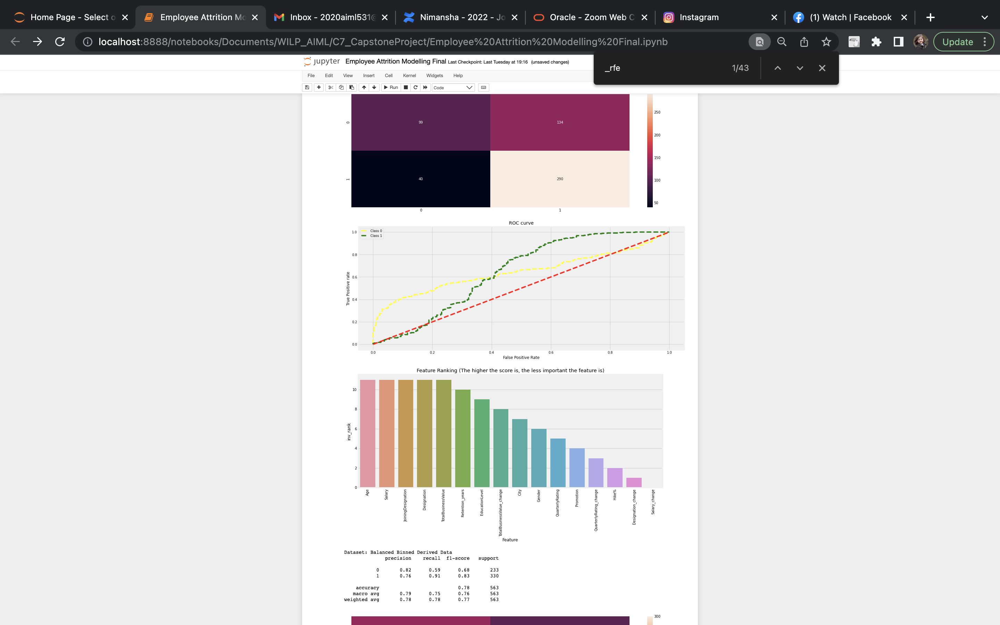 Home Page - Select o
Employee Attrition Mo
Inbox - 2020aiml531@
Nimansha - 2022 - Jo
Oracle - Zoom Web C
Instagram
(1) Watch | Facebook
localhost:8888/notebooks/Documents/WILP_AIML/C7_CapstoneProject/Employee%20Attrition%20Modelling%20Final.ipynb
Update
_rfe 1/43
jupyter Employee Attrition Modelling Final Last Checkpoint: Last Tuesday at 19:16 (unsaved changes)
File Edit View Insert Cell Kernel Widgets Help
Run Code
0 99 134
1 40 290
0 1
250
200
150
100
50
ROC curve
Class 0
Class 1
True Positive rate
1.0
0.8
0.6
0.4
0.2
0.0
0.0 0.2 0.4 0.6 0.8 1.0
False Positive Rate
Feature Ranking (The higher the score is, the less important the feature is)
inv_rank
10
8
6
4
2
0
Age
Salary
JoiningDesignation
Designation
TotalBusinessValue
Retention_years
EducationLevel
TotalBusinessValue_change
City
Gender
QuarterlyRating
Promotion
QuarterlyRating_change
Hike%
Designation_change
Salary_change
Feature
Dataset: Balanced Binned Derived Data
precision recall f1-score support
0 0.82 0.59 0.68 233
1 0.76 0.91 0.83 330
accuracy 0.78 563
macro avg 0.79 0.75 0.76 563
weighted avg 0.78 0.78 0.77 563
300